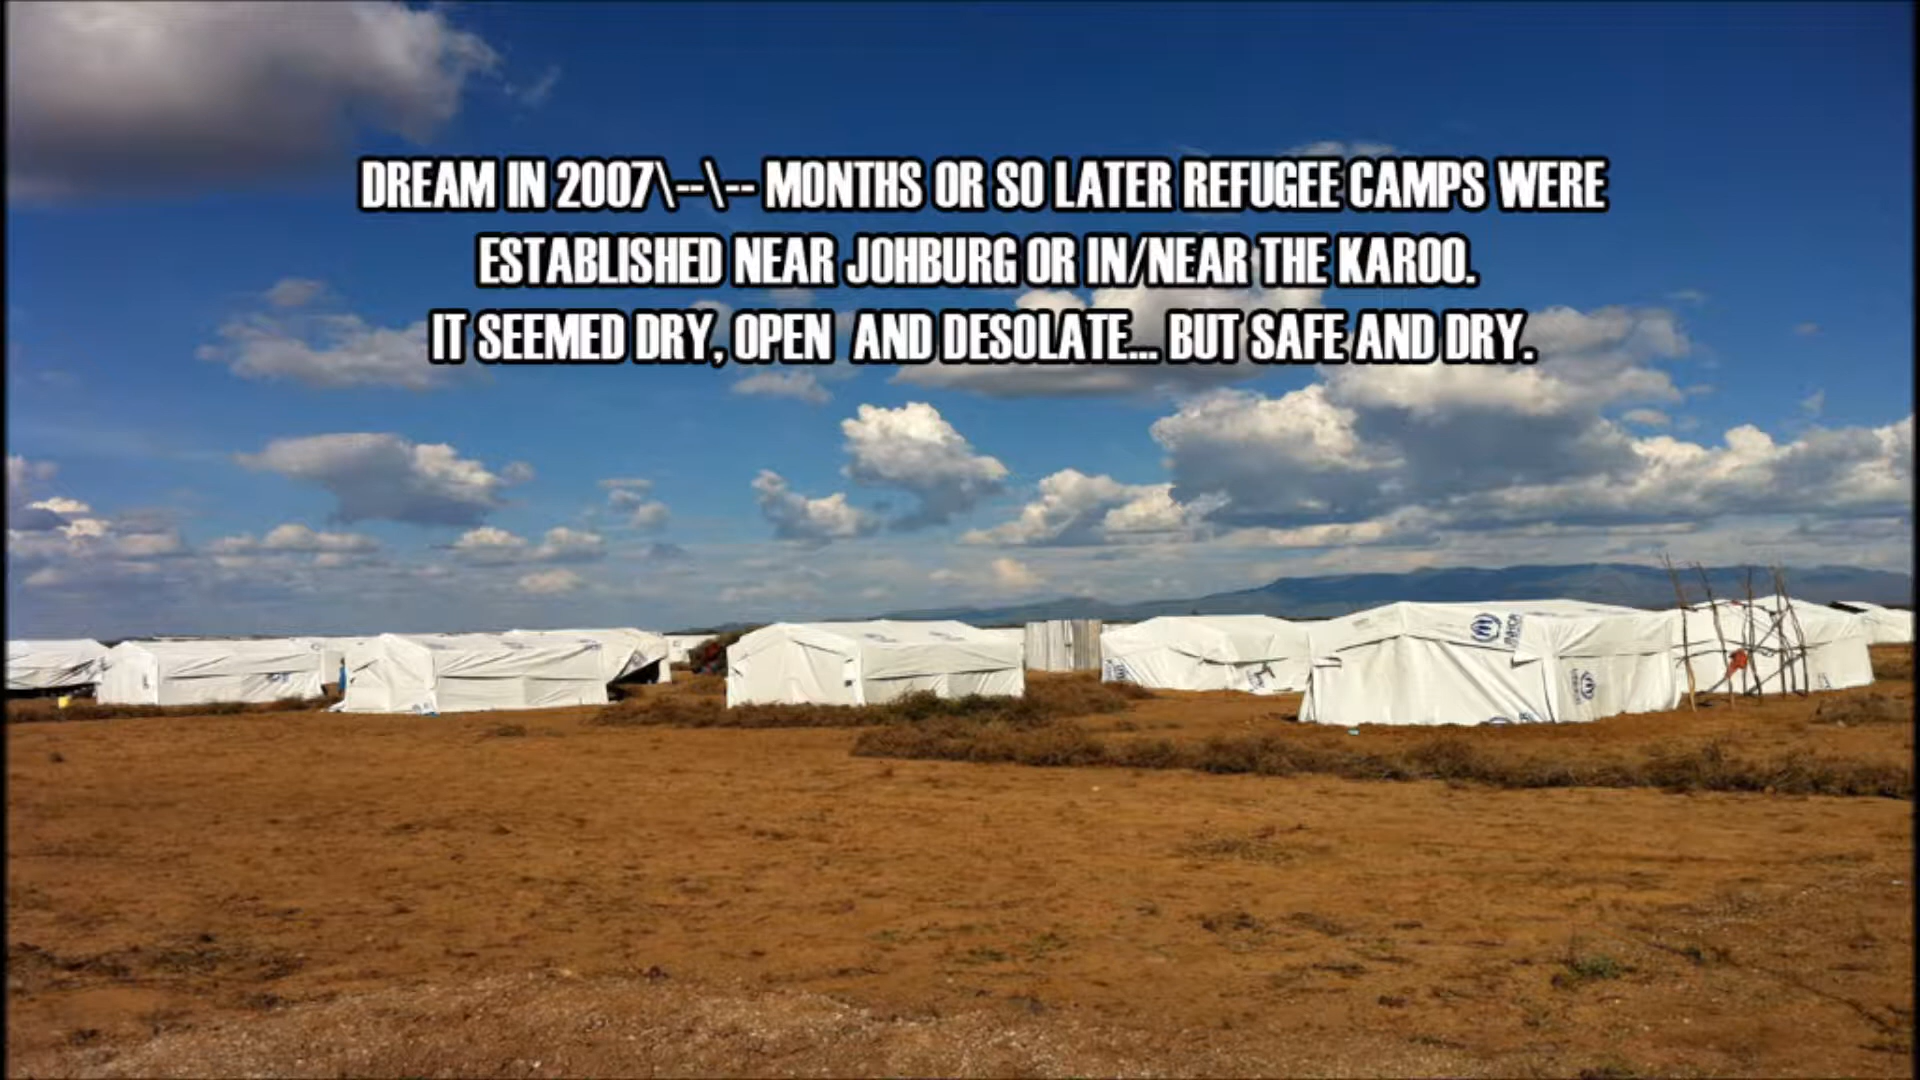 DREAM IN 2007\--\-- MONTHS OR SO LATER REFUGEE CAMPS WERE
ESTABLISHED NEAR JOHBURG OR IN/NEAR THE KAROO.
IT SEEMED DRY, OPEN  AND DESOLATE... BUT SAFE AND DRY.